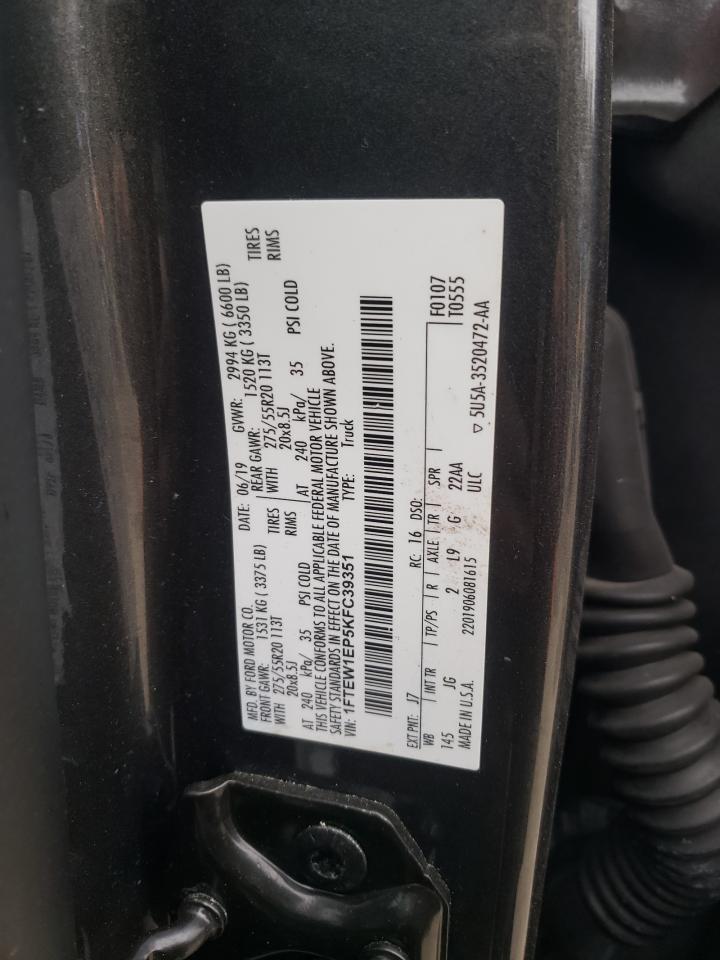 MFD. BY FORD MOTOR CO. DATE: 06/19 GVWR: 2994 KG ( 6600 LB)
FRONT GAWR: 1531 KG ( 3375 LB) REAR GAWR: 1520 KG ( 3350 LB)
WITH 275/55R20 113T TIRES WITH 275/55R20 113T TIRES
20x8.5J RIMS 20x8.5J RIMS
AT 240 kPa/ 35 PSI COLD AT 240 kPa/ 35 PSI COLD
THIS VEHICLE CONFORMS TO ALL APPLICABLE FEDERAL MOTOR VEHICLE
SAFETY STANDARDS IN EFFECT ON THE DATE OF MANUFACTURE SHOWN ABOVE.
VIN: 1FTEW1EP5KFC39351 TYPE: Truck
F0107
T0555
EXT PNT: J7 RC: 16 DSO:
WB INT TR TP/PS R AXLE TR SPR
145 JG 2 L9 G 22AA
MADE IN U.S.A. 2201906081615 ULC ▽ 5U5A-3520472-AA